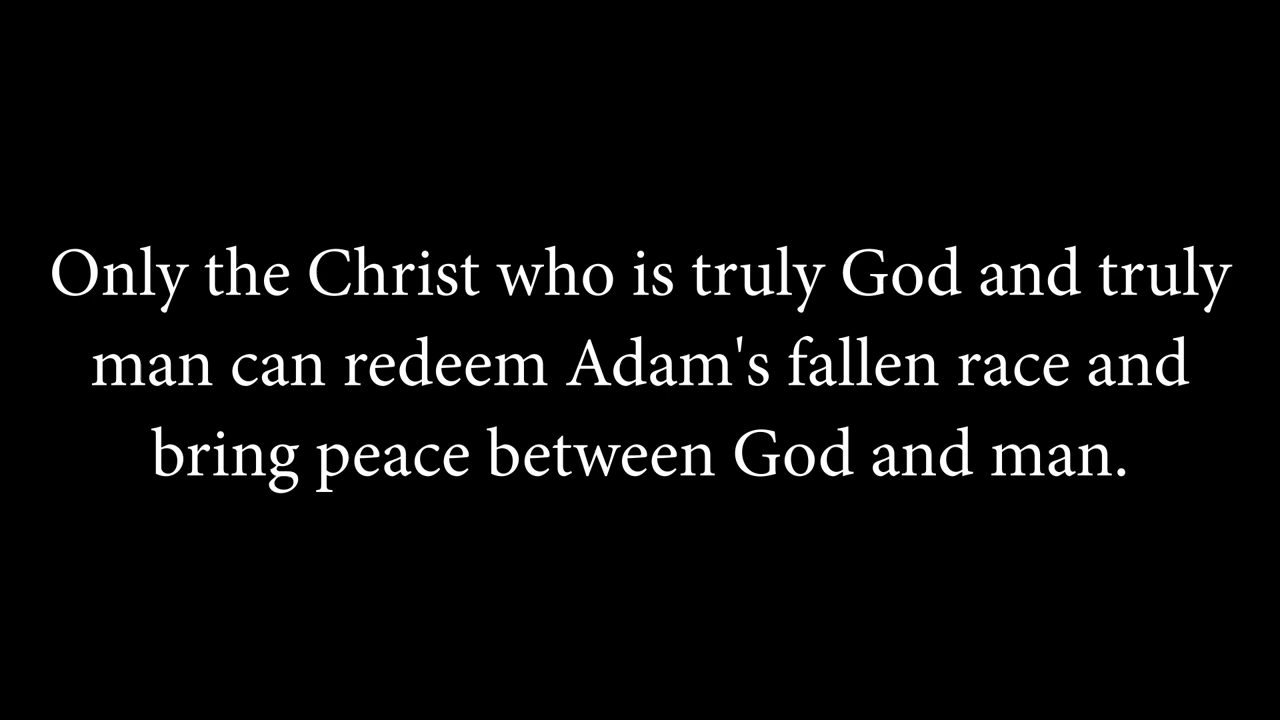 Only the Christ who is truly God and truly
man can redeem Adam's fallen race and
bring peace between God and man.